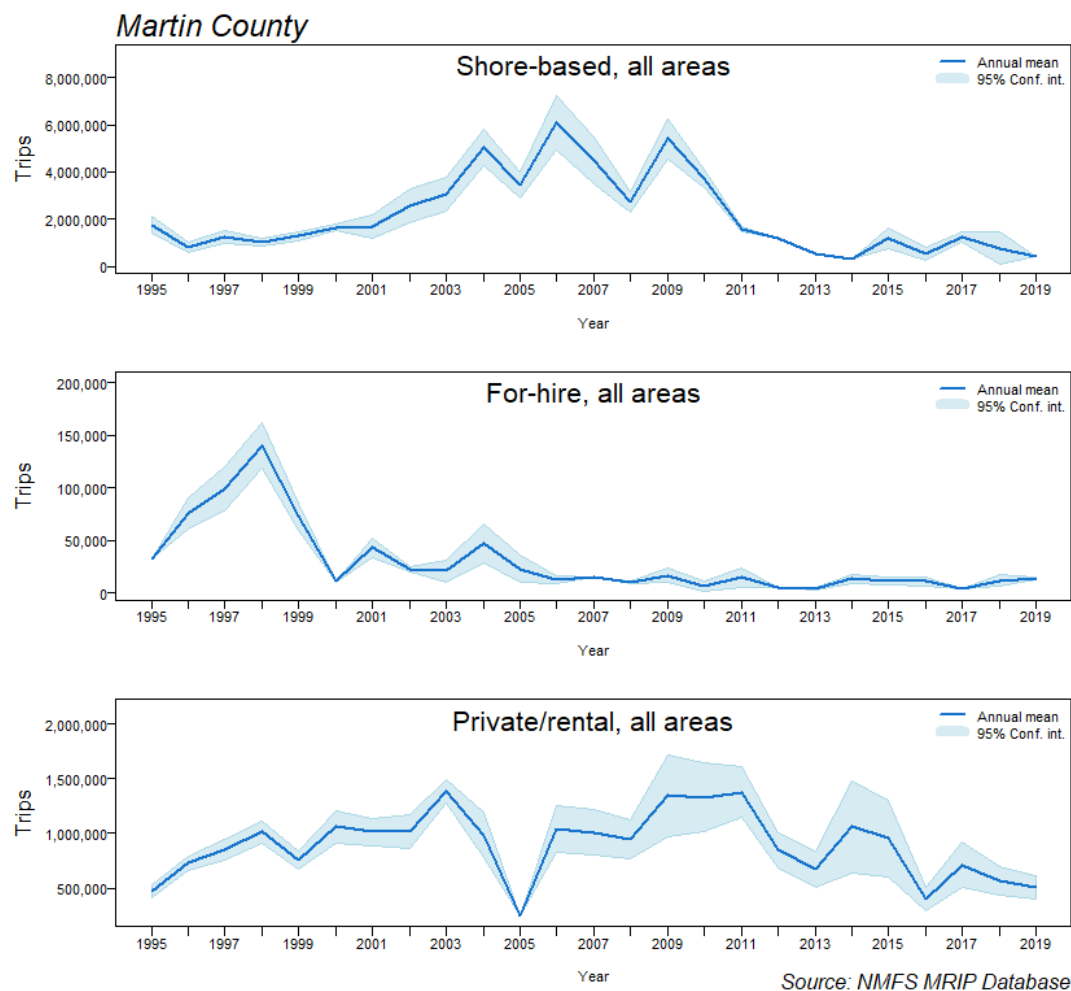 Martin County
Shore-based, all areas
Annual mean
95% Conf. int.
Trips
8,000,000
6,000,000
4,000,000
2,000,000
0
1995 1997 1999 2001 2003 2005 2007 2009 2011 2013 2015 2017 2019
Year
For-hire, all areas
Annual mean
95% Conf. int.
Trips
200,000
150,000
100,000
50,000
0
1995 1997 1999 2001 2003 2005 2007 2009 2011 2013 2015 2017 2019
Year
Private/rental, all areas
Annual mean
95% Conf. int.
Trips
2,000,000
1,500,000
1,000,000
500,000
1995 1997 1999 2001 2003 2005 2007 2009 2011 2013 2015 2017 2019
Year
Source: NMFS MRIP Database